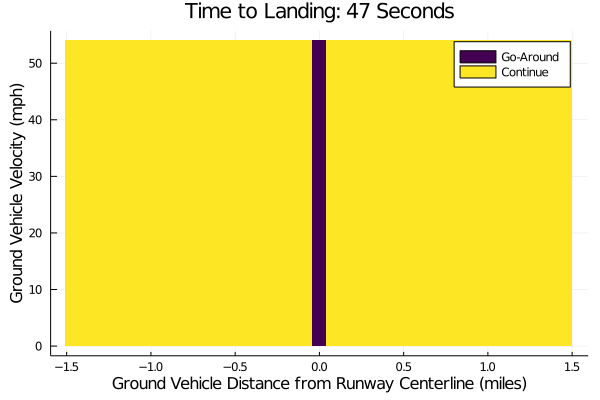 Time to Landing: 47 Seconds
Go-Around
Continue
Ground Vehicle Velocity (mph)
50
40
30
20
10
0
−1.5 −1.0 −0.5 0.0 0.5 1.0 1.5
Ground Vehicle Distance from Runway Centerline (miles)